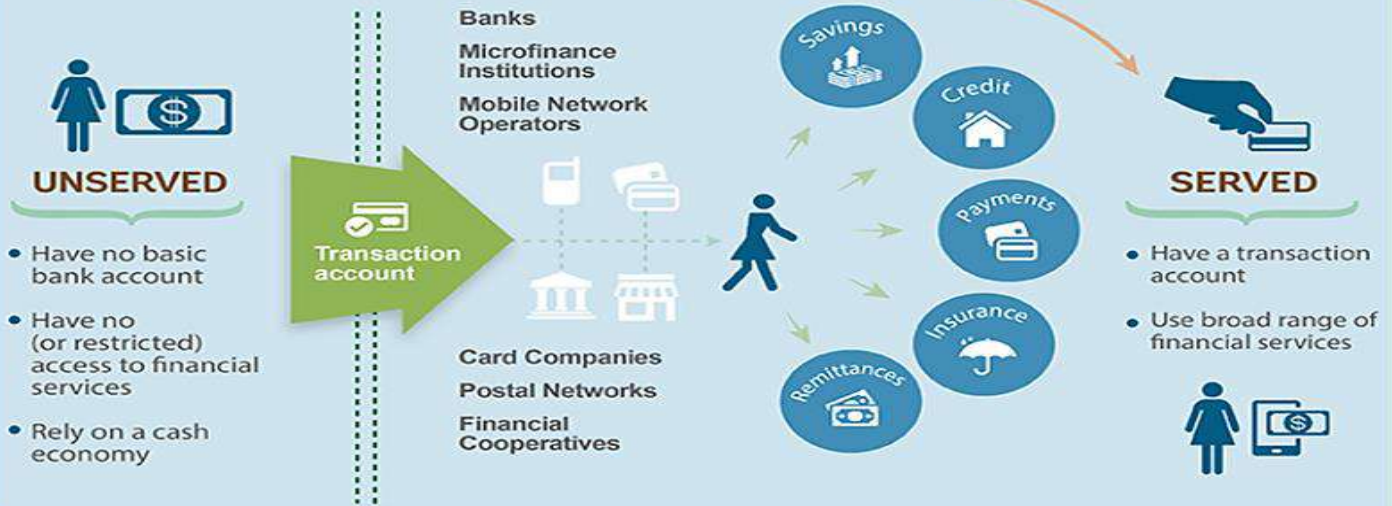 UNSERVED
• Have no basic
bank account
• Have no
(or restricted)
access to financial
services
• Rely on a cash
economy
Transaction
account
Banks
Microfinance
Institutions
Mobile Network
Operators
Card Companies
Postal Networks
Financial
Cooperatives
Savings
Credit
Payments
Insurance
Remittances
SERVED
• Have a transaction
account
• Use broad range of
financial services